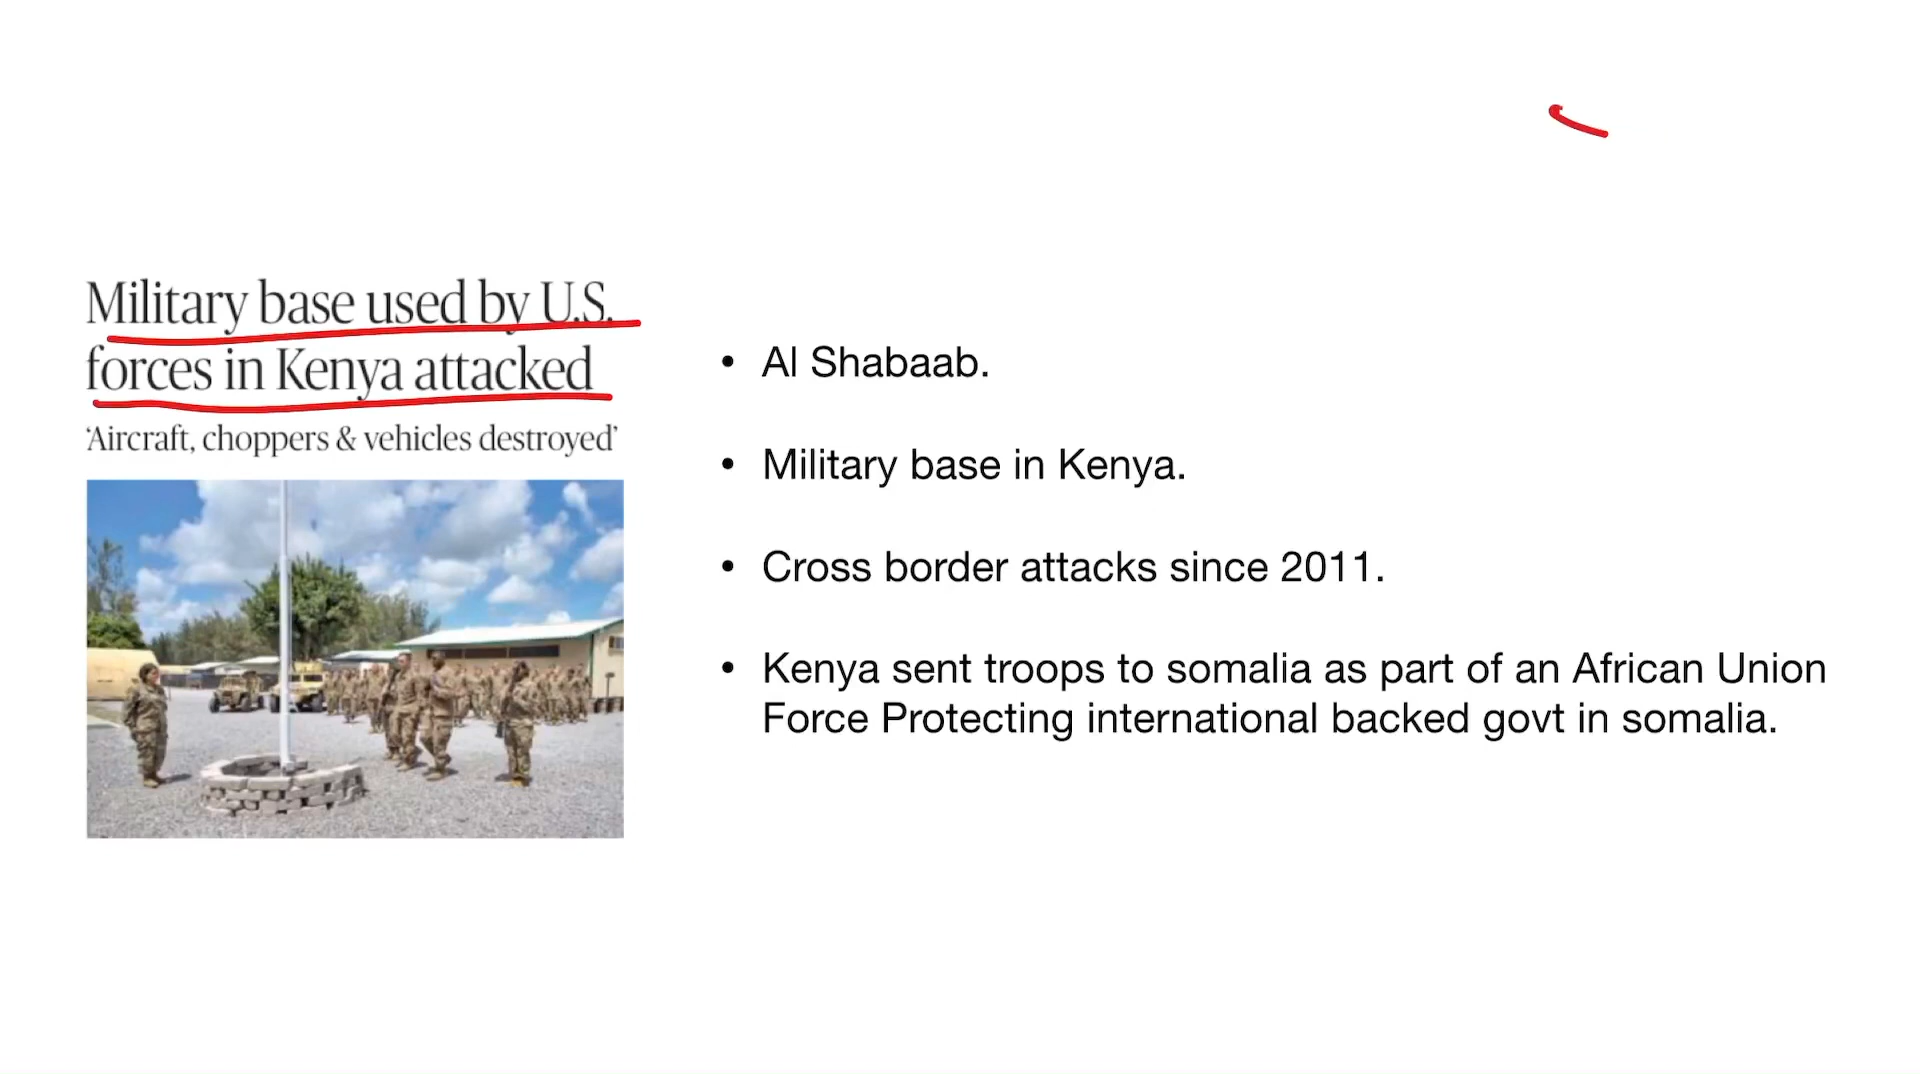 Military base used by U.S.
forces in Kenya attacked
‘Aircraft, choppers & vehicles destroyed’
• Al Shabaab.
• Military base in Kenya.
• Cross border attacks since 2011.
• Kenya sent troops to somalia as part of an African Union
Force Protecting international backed govt in somalia.